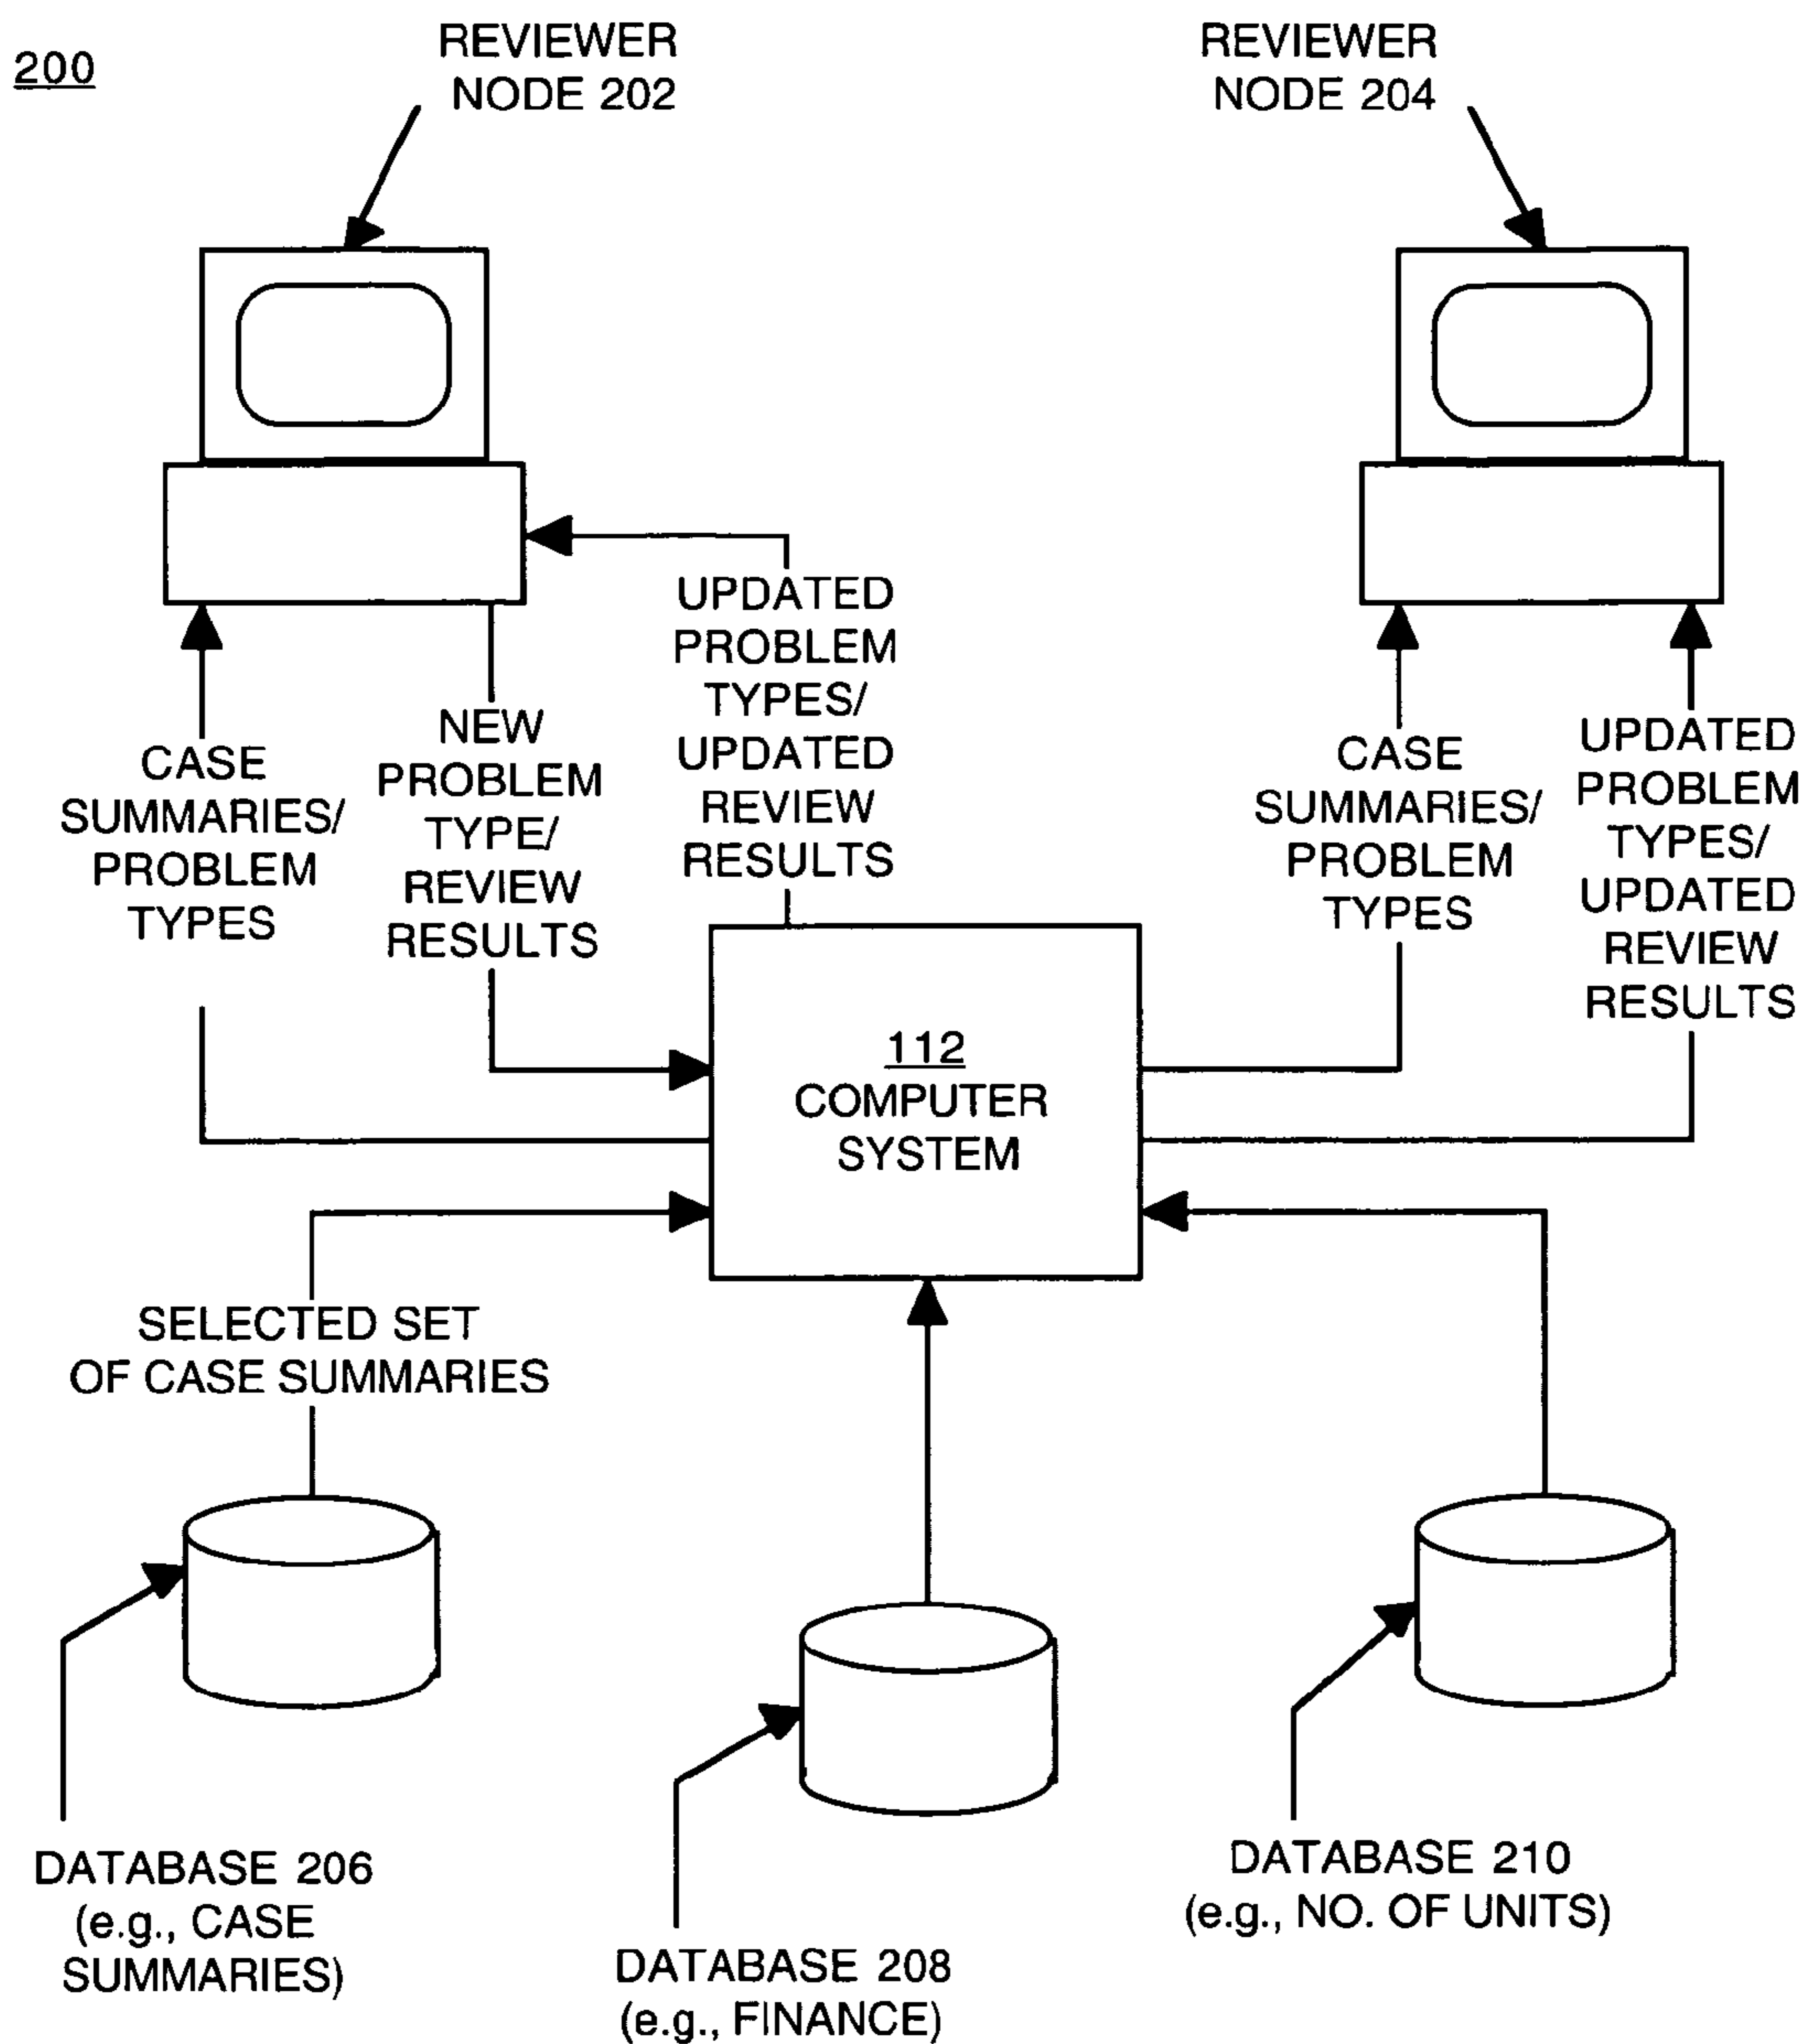 200
REVIEWER
NODE 202
REVIEWER
NODE 204
CASE
SUMMARIES/
PROBLEM
TYPES
NEW
PROBLEM
TYPE/
REVIEW
RESULTS
UPDATED
PROBLEM
TYPES/
UPDATED
REVIEW
RESULTS
CASE
SUMMARIES/
PROBLEM
TYPES
UPDATED
PROBLEM
TYPES/
UPDATED
REVIEW
RESULTS
112
COMPUTER
SYSTEM
SELECTED SET
OF CASE SUMMARIES
DATABASE 206
(e.g., CASE
SUMMARIES)
DATABASE 208
(e.g., FINANCE)
DATABASE 210
(e.g., NO. OF UNITS)